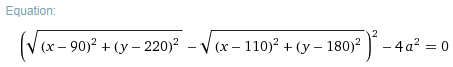 Equation:
(√(x – 90)² + (y – 220)² – √(x – 110)² + (y – 180)²)² – 4a² = 0